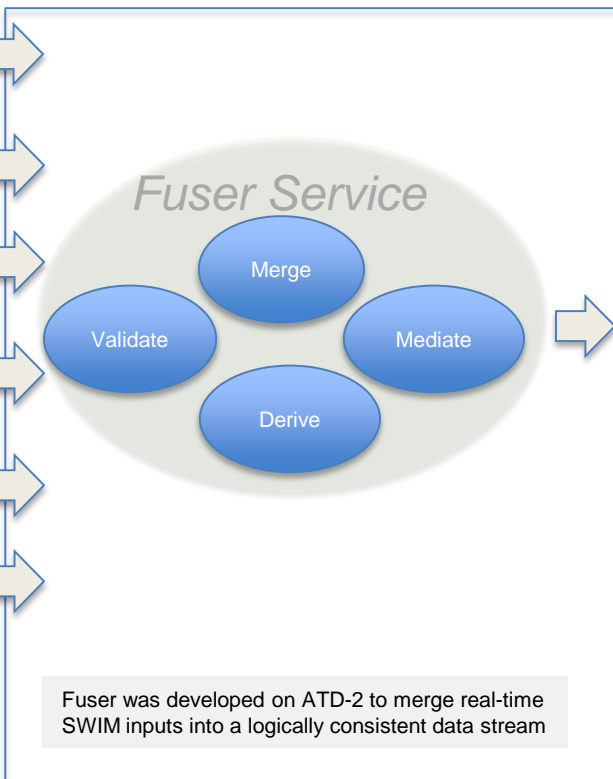 Fuser Service
Merge
Validate
Mediate
Derive
Fuser was developed on ATD-2 to merge real-time
SWIM inputs into a logically consistent data stream